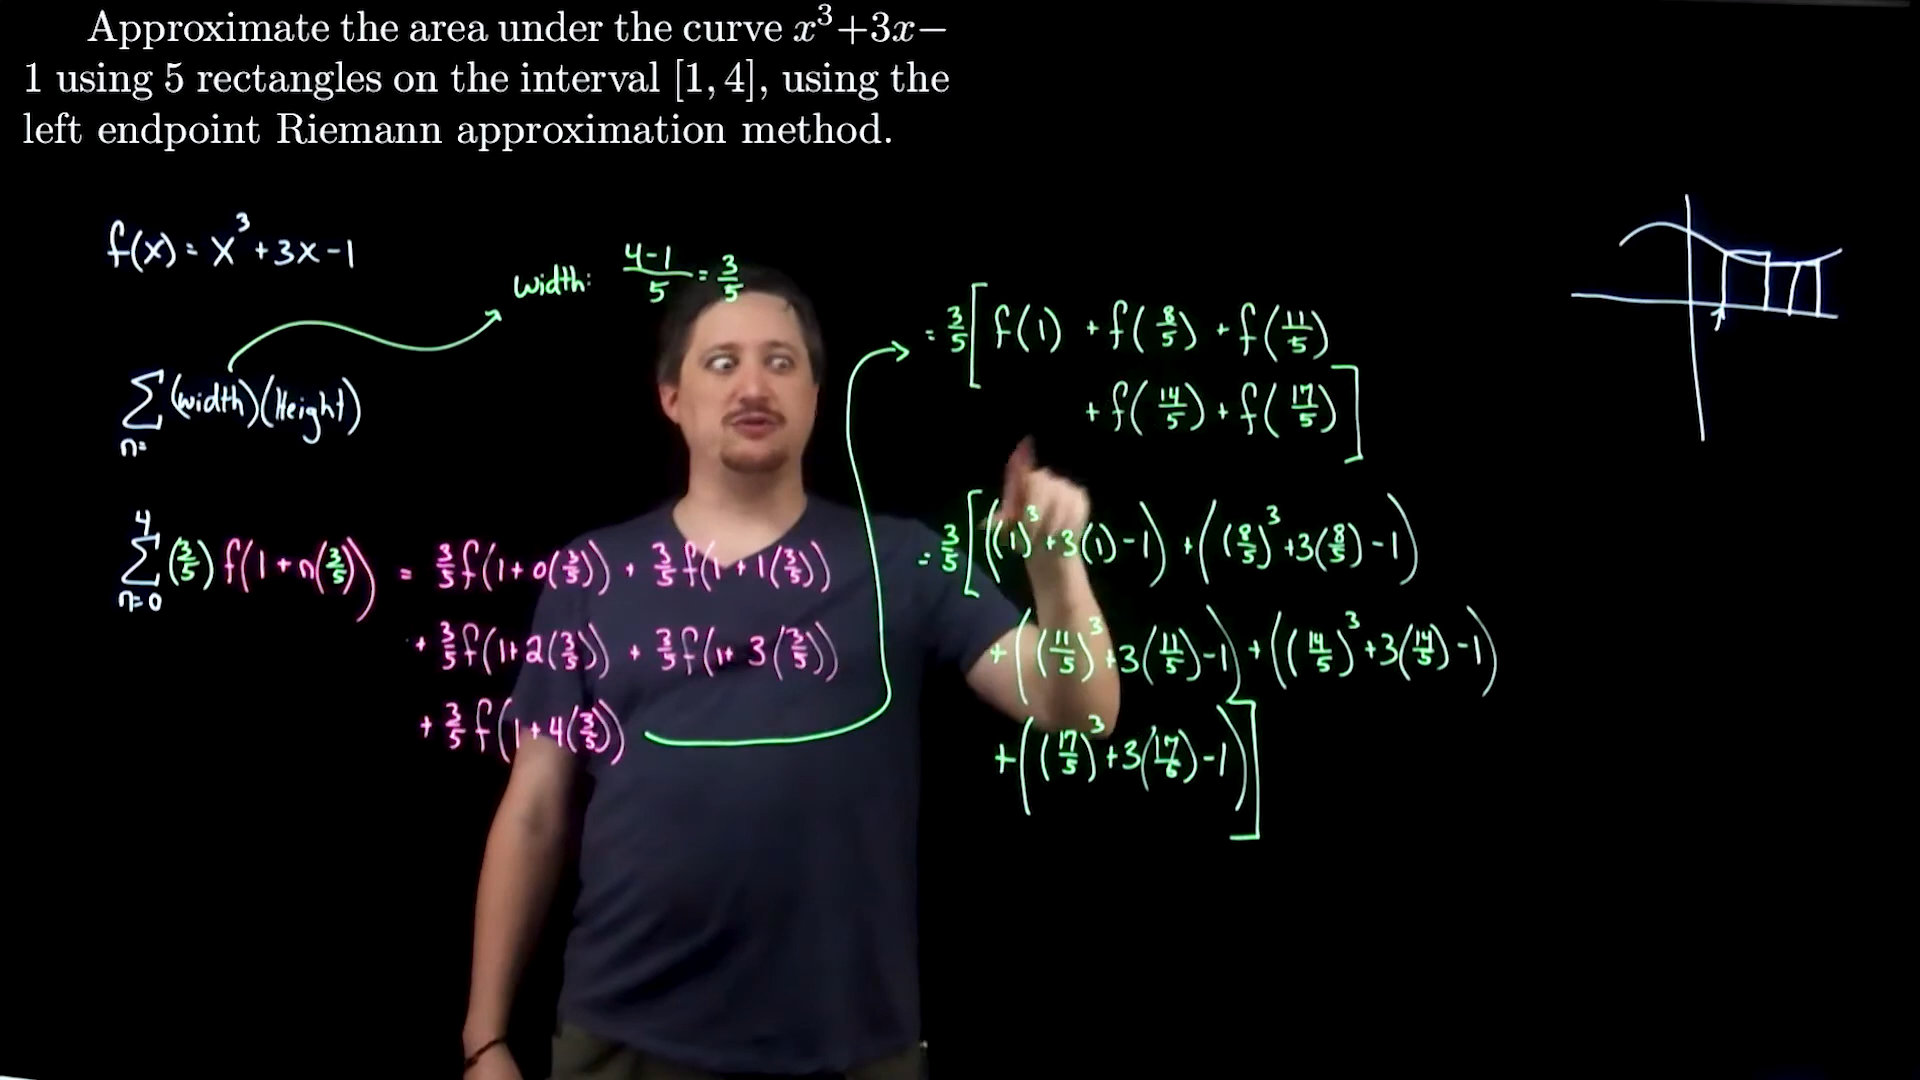 Approximate the area under the curve x³+3x−
1 using 5 rectangles on the interval [1, 4], using the
left endpoint Riemann approximation method.
f(x) = x³ + 3x - 1
width: (4-1)/5 = 3/5
∑ (width)(Height)
n=
4
∑ (3/5) f(1 + n(3/5)) = 3/5 f(1 + 0(3/5)) + 3/5 f(1 + 1(3/5))
n=0
+ 3/5 f(1 + 2(3/5)) + 3/5 f(1 + 3(3/5))
+ 3/5 f(1 + 4(3/5))
= 3/5 [ f(1) + f(8/5) + f(11/5)
+ f(14/5) + f(17/5) ]
= 3/5 [ ((1)³ + 3(1) - 1) + ((8/5)³ + 3(8/5) - 1)
+ ((11/5)³ + 3(11/5) - 1) + ((14/5)³ + 3(14/5) - 1)
+ ((17/5)³ + 3(17/5) - 1) ]